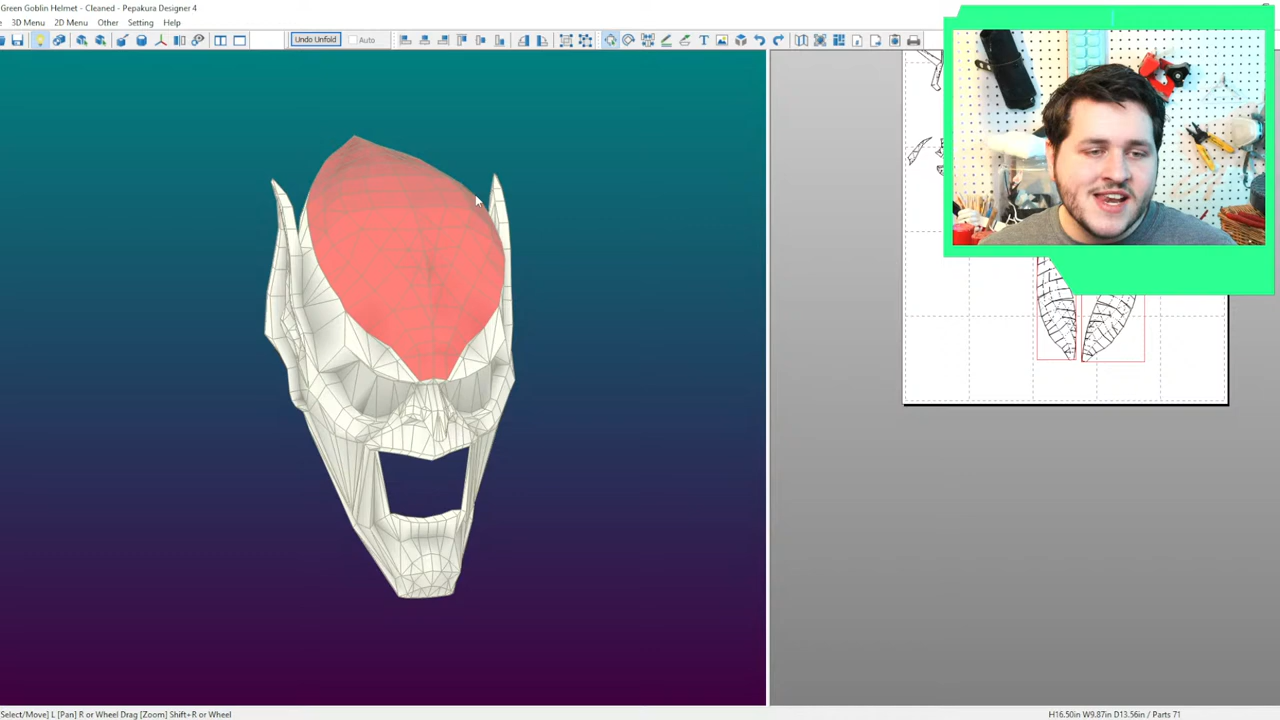 Green Goblin Helmet - Cleaned - Pepakura Designer 4
3D Menu 2D Menu Other Setting Help
Undo Unfold Auto
[Select/Move] L [Pan] R or Wheel Drag [Zoom] Shift+R or Wheel
H16.50in W9.87in D13.56in / Parts 71